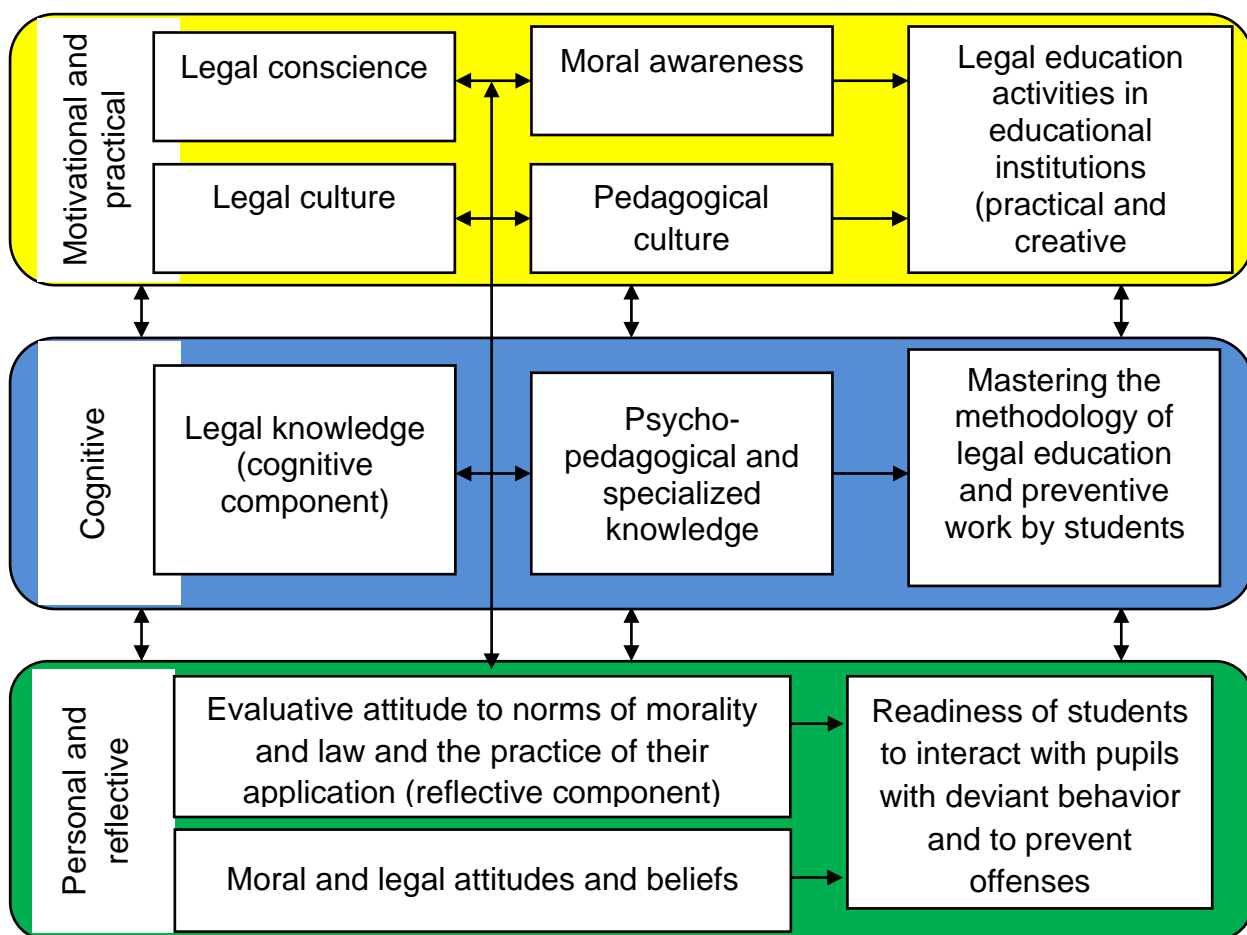 Motivational and
practical
Legal conscience
Moral awareness
Legal education
activities in
educational
institutions
(practical and
creative
Legal culture
Pedagogical
culture
Cognitive
Legal knowledge
(cognitive
component)
Psycho-
pedagogical and
specialized
knowledge
Mastering the
methodology of
legal education
and preventive
work by students
Personal and
reflective
Evaluative attitude to norms of morality
and law and the practice of their
application (reflective component)
Moral and legal attitudes and beliefs
Readiness of students
to interact with pupils
with deviant behavior
and to prevent
offenses